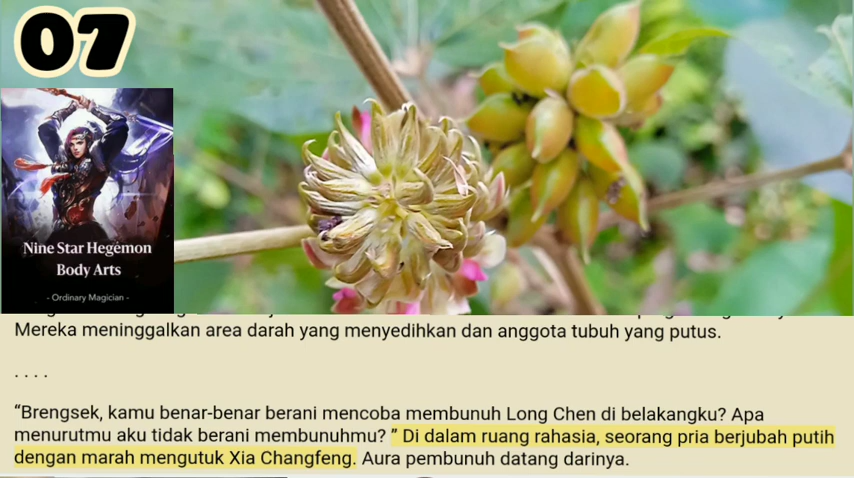 07
Nine Star Hegemon
Body Arts
- Ordinary Magician -
Mereka meninggalkan area darah yang menyedihkan dan anggota tubuh yang putus.
. . . .
“Brengsek, kamu benar-benar berani mencoba membunuh Long Chen di belakangku? Apa
menurutmu aku tidak berani membunuhmu? ” Di dalam ruang rahasia, seorang pria berjubah putih
dengan marah mengutuk Xia Changfeng. Aura pembunuh datang darinya.